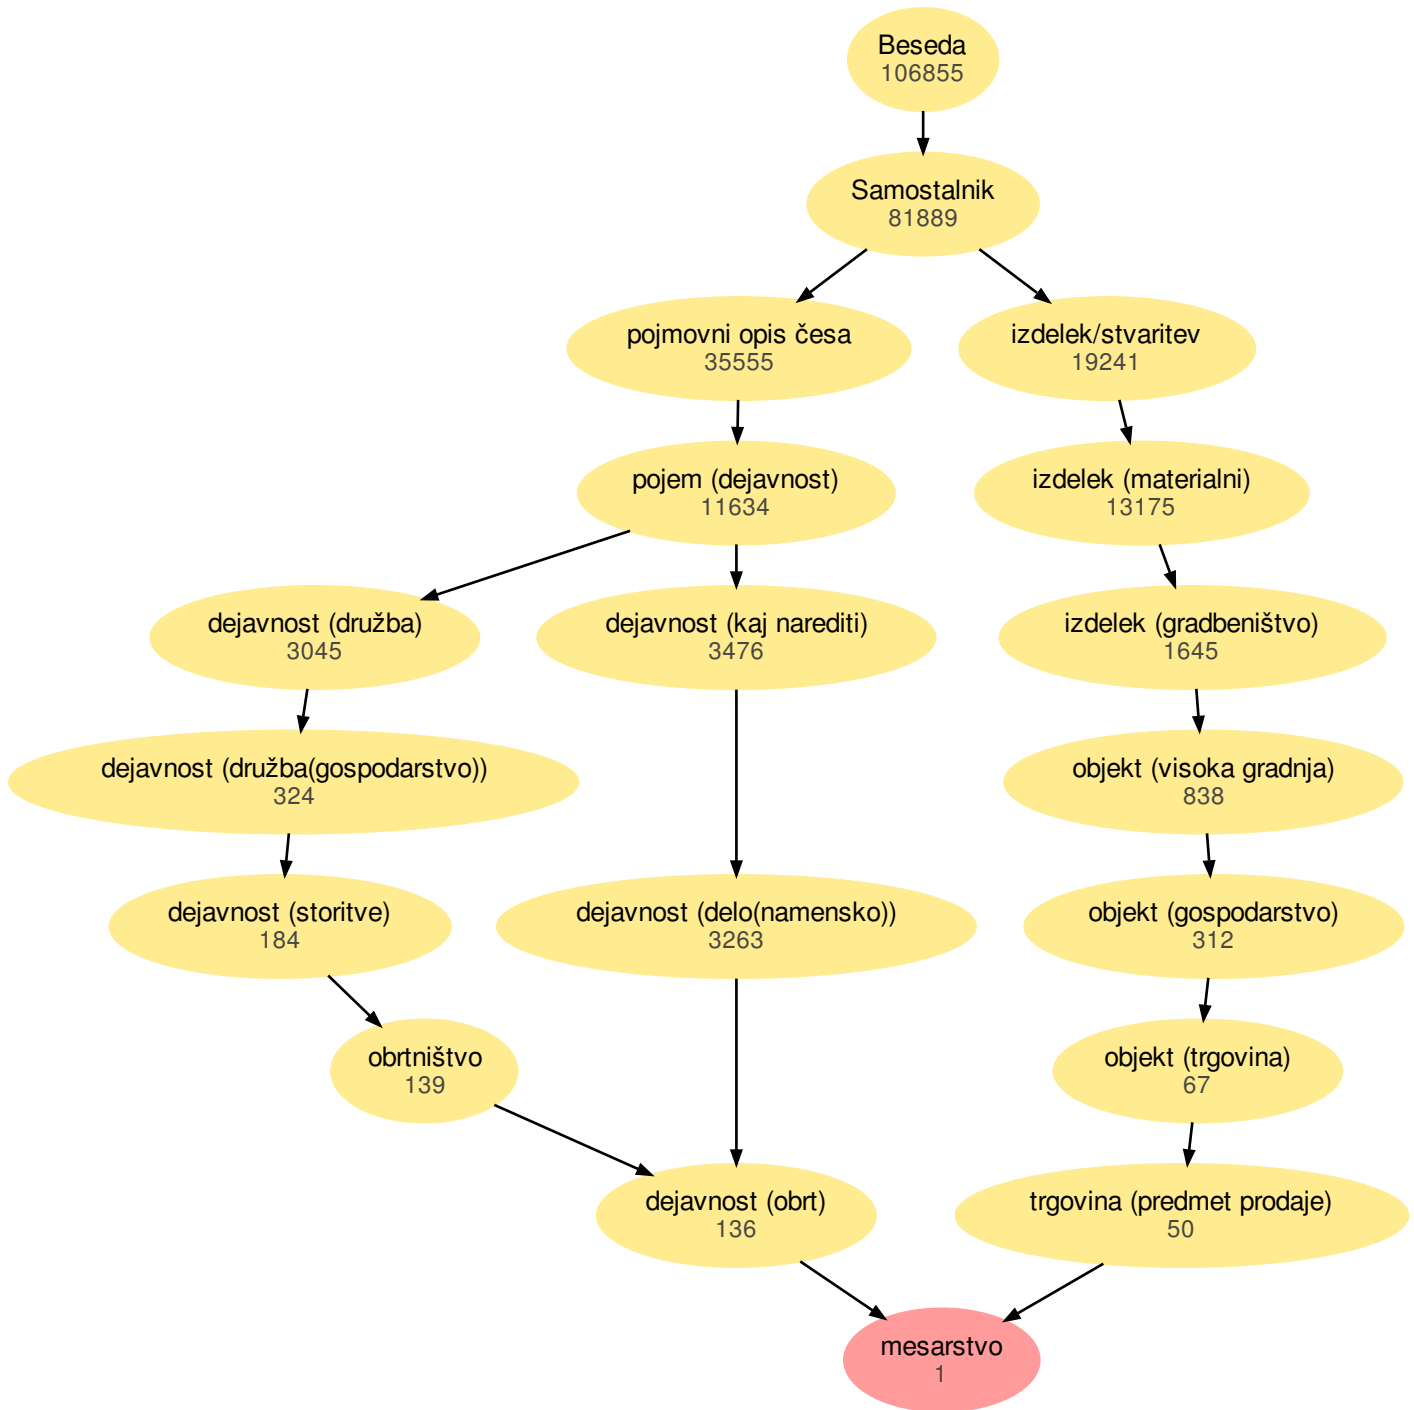 Beseda
106855
Samostalnik
81889
pojmovni opis česa
35555
izdelek/stvaritev
19241
pojem (dejavnost)
11634
izdelek (materialni)
13175
dejavnost (družba)
3045
dejavnost (kaj narediti)
3476
izdelek (gradbeništvo)
1645
dejavnost (družba(gospodarstvo))
324
objekt (visoka gradnja)
838
dejavnost (storitve)
184
dejavnost (delo(namensko))
3263
objekt (gospodarstvo)
312
obrtništvo
139
objekt (trgovina)
67
dejavnost (obrt)
136
trgovina (predmet prodaje)
50
mesarstvo
1